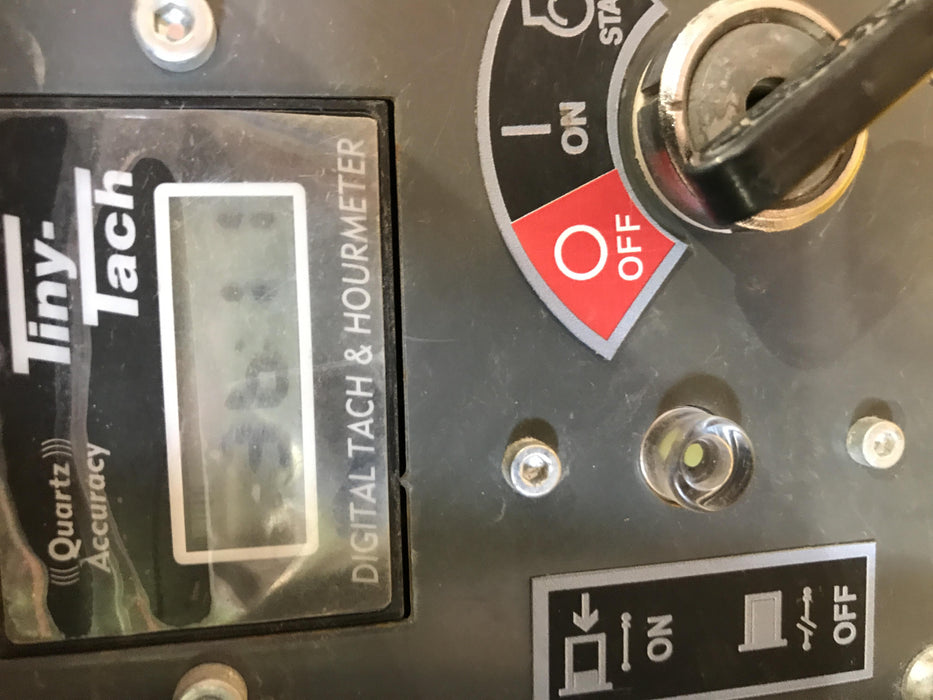 Quartz
Accuracy
Tiny-
Tach
DIGITAL TACH & HOURMETER
OFF
ON
STA
ON
OFF